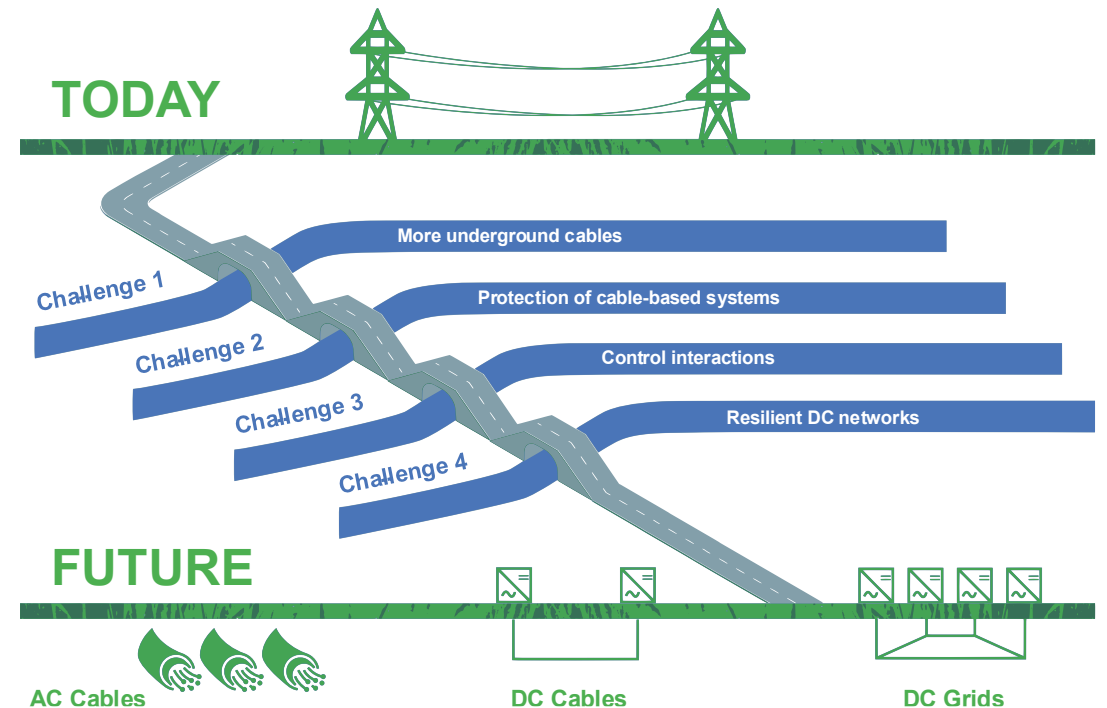 TODAY
More underground cables
Challenge 1
Protection of cable-based systems
Challenge 2
Control interactions
Challenge 3
Resilient DC networks
Challenge 4
FUTURE
AC Cables
DC Cables
DC Grids